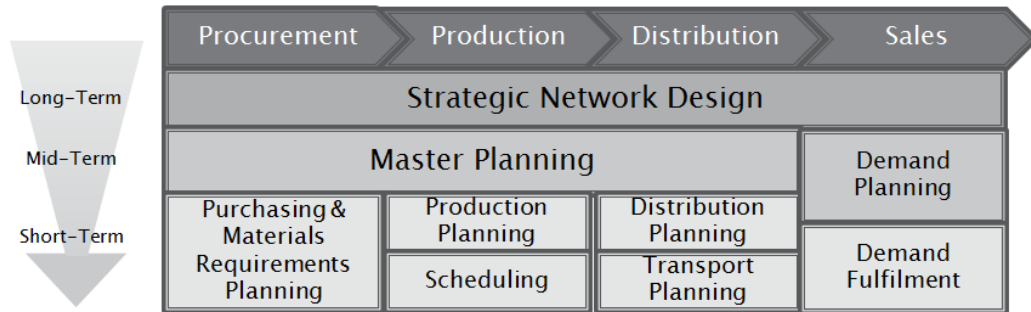 Procurement
Production
Distribution
Sales
Long-Term
Strategic Network Design
Mid-Term
Master Planning
Demand
Planning
Short-Term
Purchasing &
Materials
Requirements
Planning
Production
Planning
Scheduling
Distribution
Planning
Transport
Planning
Demand
Fulfilment